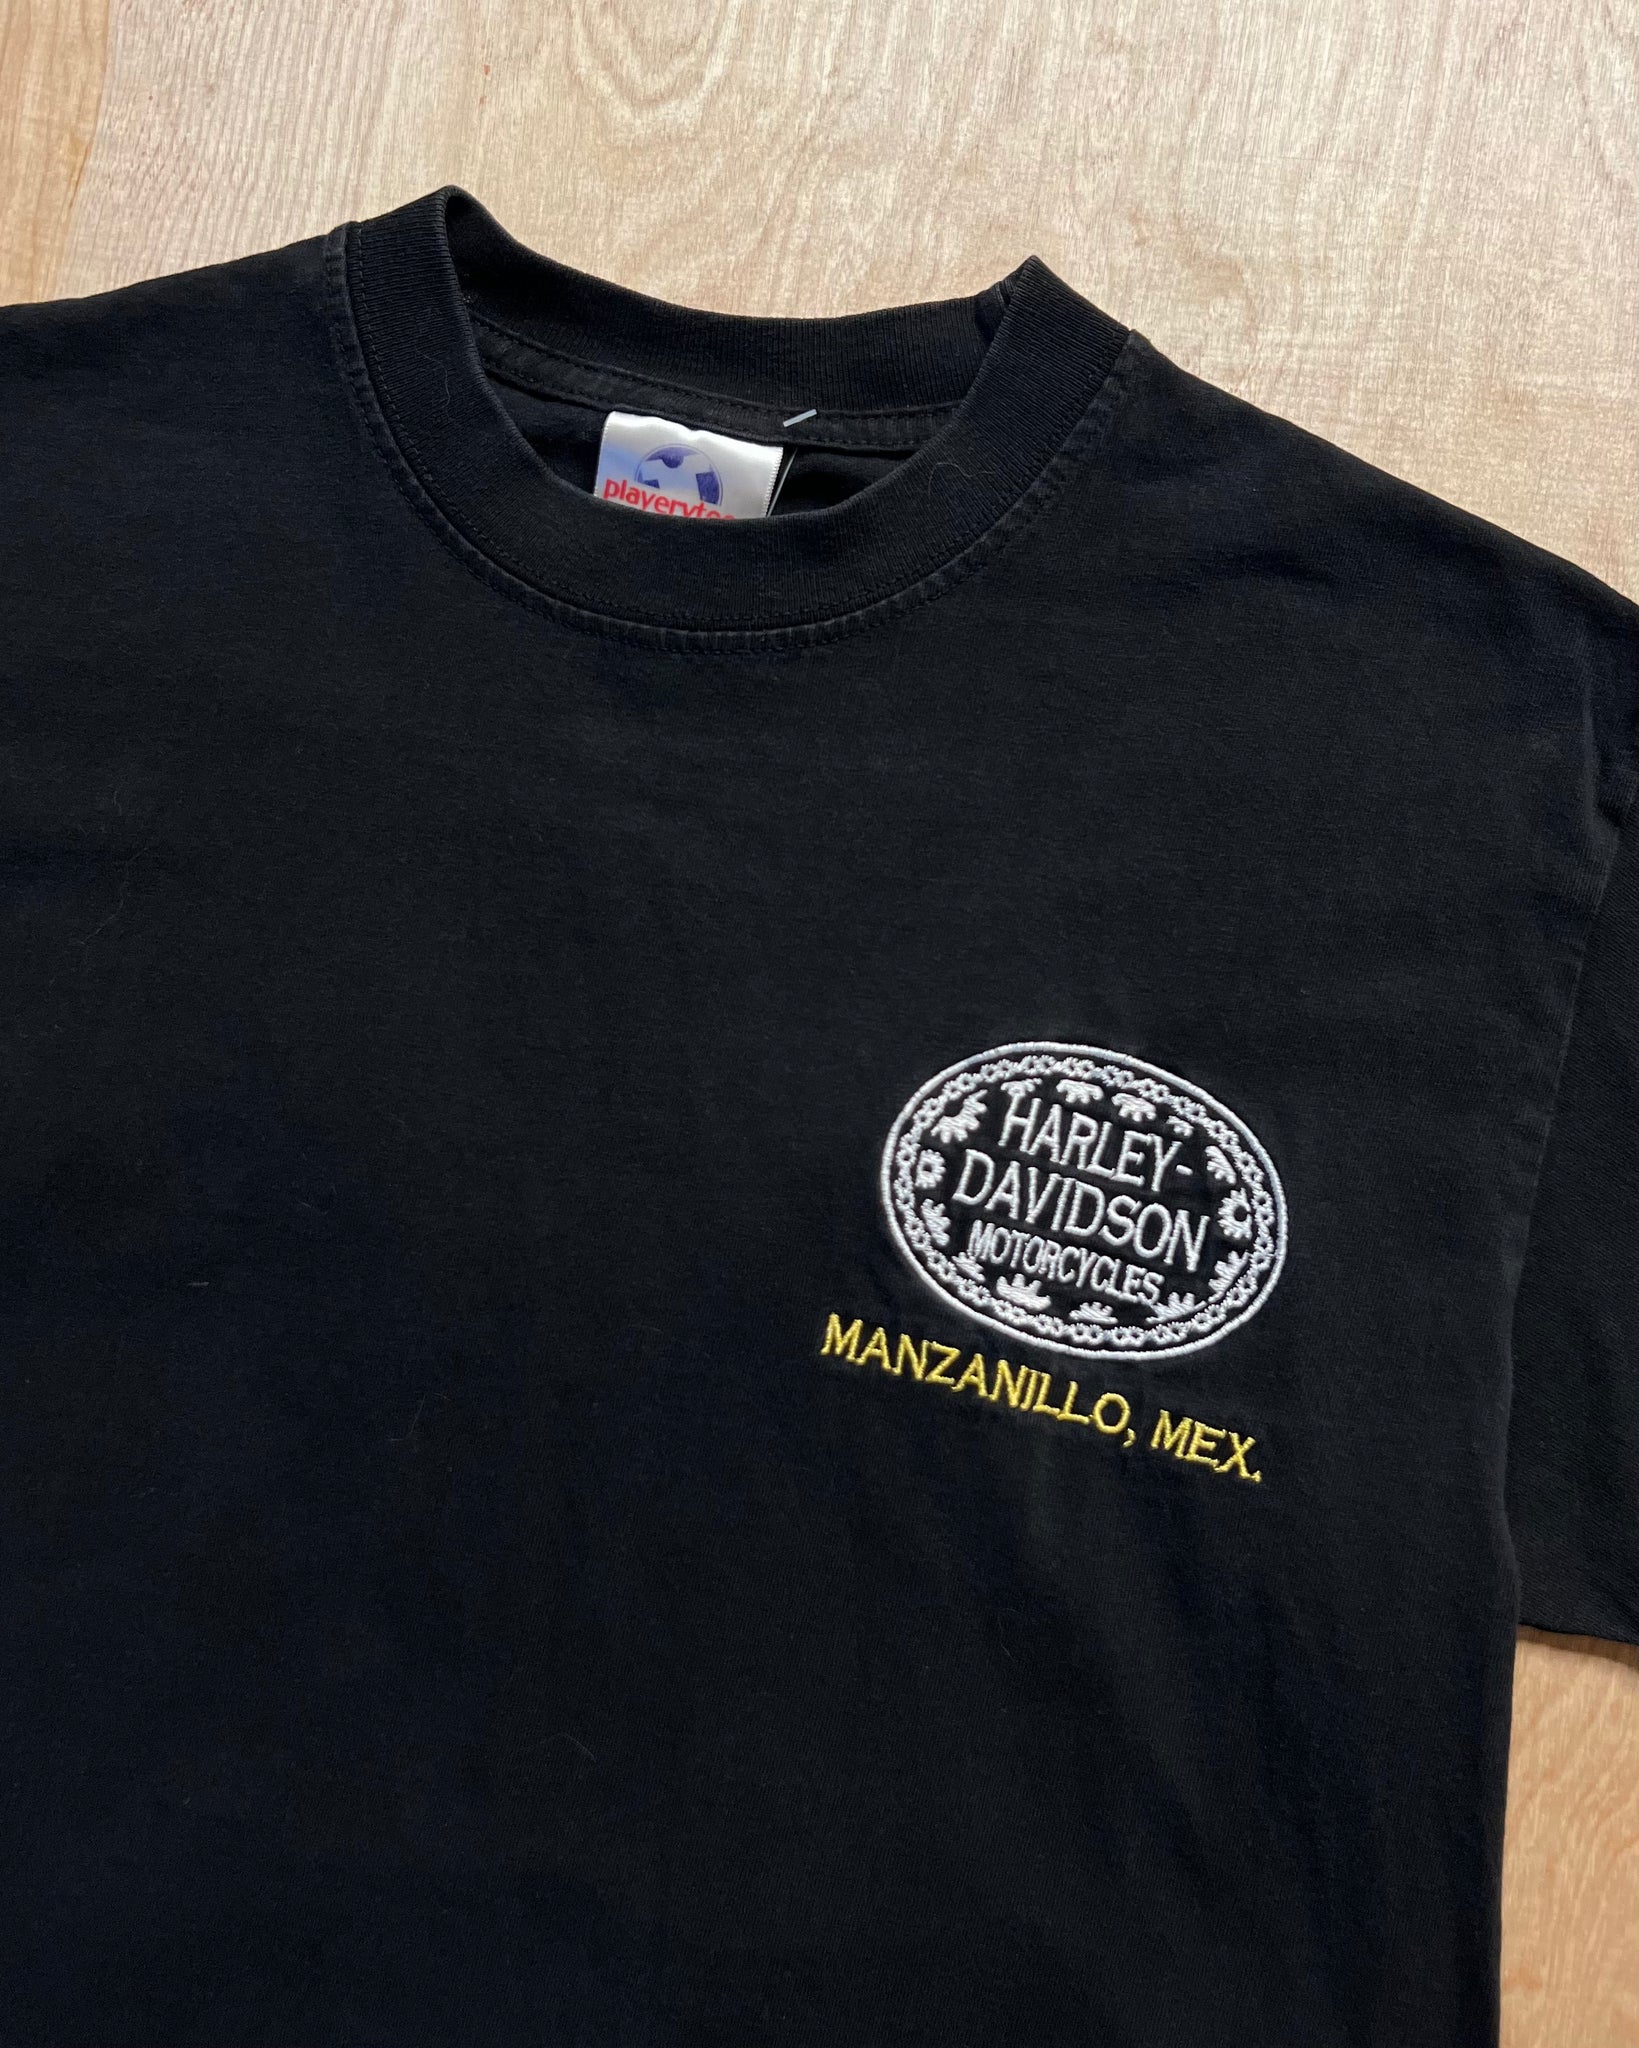 HARLEY-
DAVIDSON
MOTORCYCLES
MANZANILLO, MEX.